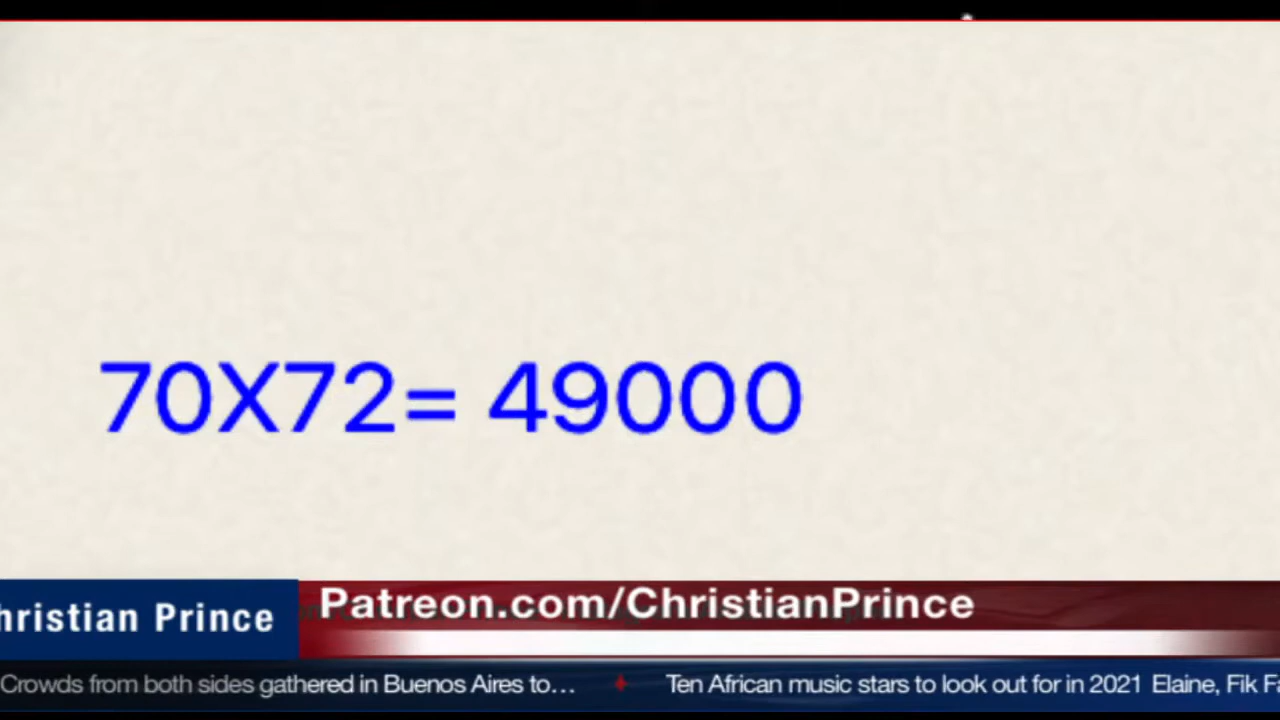 70X72= 49000
hristian Prince
Patreon.com/ChristianPrince
Crowds from both sides gathered in Buenos Aires to…
Ten African music stars to look out for in 2021 Elaine, Fik